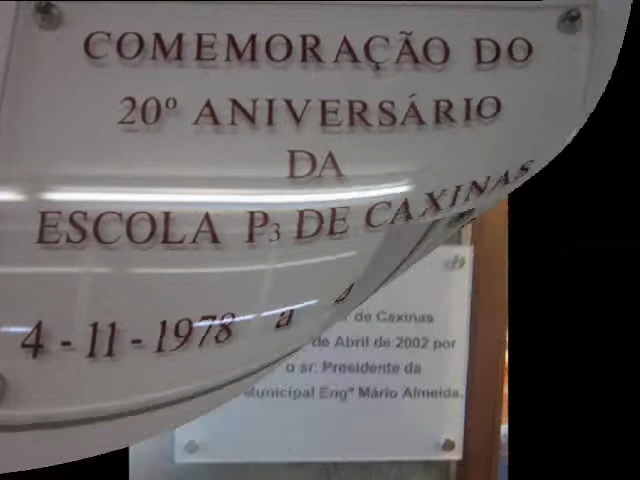 COMEMORAÇÃO DO
20º ANIVERSÁRIO
DA
ESCOLA P3 DE CAXINAS
4-11-1978 a 4
de Caxinas
de Abril de 2002 por
o sr. Presidente da
Municipal Engº Mário Almeida.